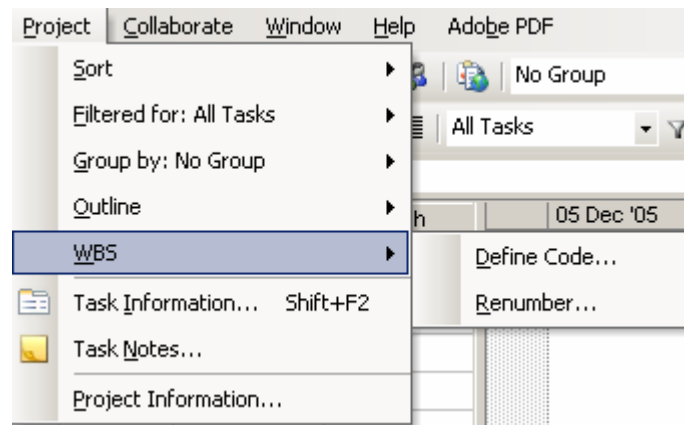 Project Collaborate Window Help Adobe PDF
Sort
No Group
Filtered for: All Tasks
All Tasks
Group by: No Group
Outline
h 05 Dec '05
WBS
Define Code...
Task Information... Shift+F2
Renumber...
Task Notes...
Project Information...